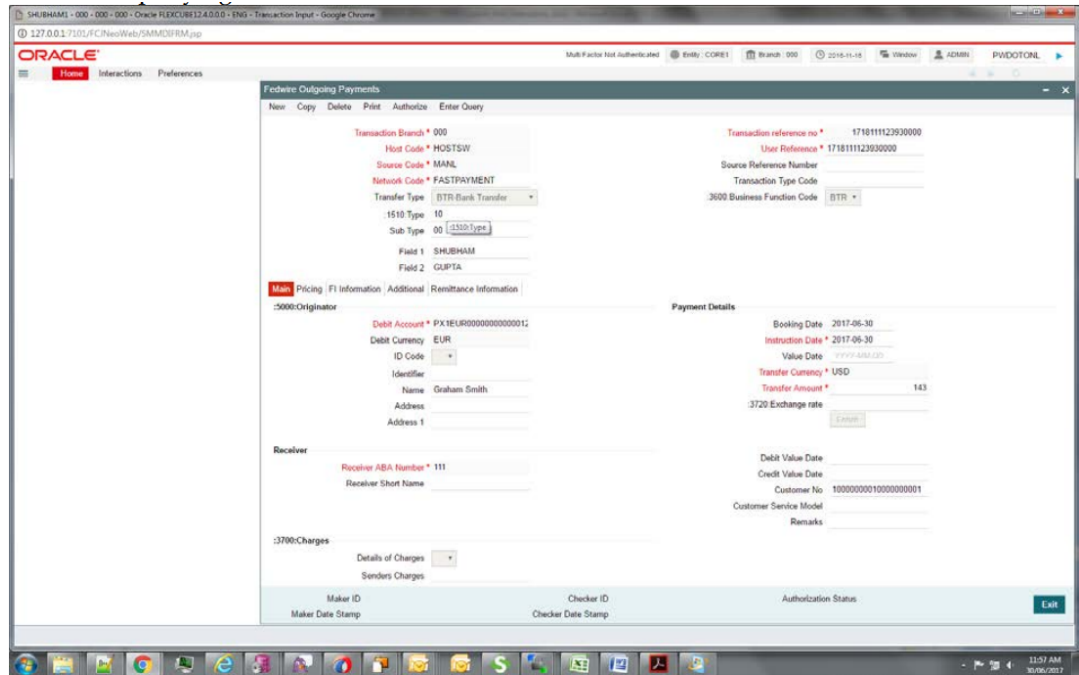 SHUBHAM1 - 000 - 000 - 000 - Oracle FLEXCUBE12.4.0.0.0 - ENG - Transaction Input - Google Chrome
127.0.0.1:7101/FCJNeoWeb/SMMDIFRM.jsp
ORACLE Multi Factor Not Authenticated Entity : CORE1 Branch : 000 2016-11-16 Window ADMIN PWDOTONL
Home Interactions Preferences
Fedwire Outgoing Payments
New Copy Delete Print Authorize Enter Query
Transaction Branch * 000 Transaction reference no * 1718111123930000
Host Code * HOSTSW User Reference * 1718111123930000
Source Code * MANL Source Reference Number
Network Code * FASTPAYMENT Transaction Type Code
Transfer Type BTR-Bank Transfer :3600:Business Function Code BTR
:1510:Type 10
Sub Type 00 :1510:Type
Field 1 SHUBHAM
Field 2 GUPTA
Main Pricing FI Information Additional Remittance Information
:5000:Originator Payment Details
Debit Account * PX1EUR0000000000012 Booking Date 2017-06-30
Debit Currency EUR Instruction Date * 2017-06-30
ID Code Value Date YYYY-MM-DD
Identifier Transfer Currency * USD
Name Graham Smith Transfer Amount * 143
Address :3720:Exchange rate
Address 1
Receiver Debit Value Date
Receiver ABA Number * 111 Credit Value Date
Receiver Short Name Customer No 10000000010000000001
Customer Service Model
Remarks
:3700:Charges
Details of Charges
Senders Charges
Maker ID Checker ID Authorization Status
Maker Date Stamp Checker Date Stamp
Exit
11:57 AM
30/06/2017